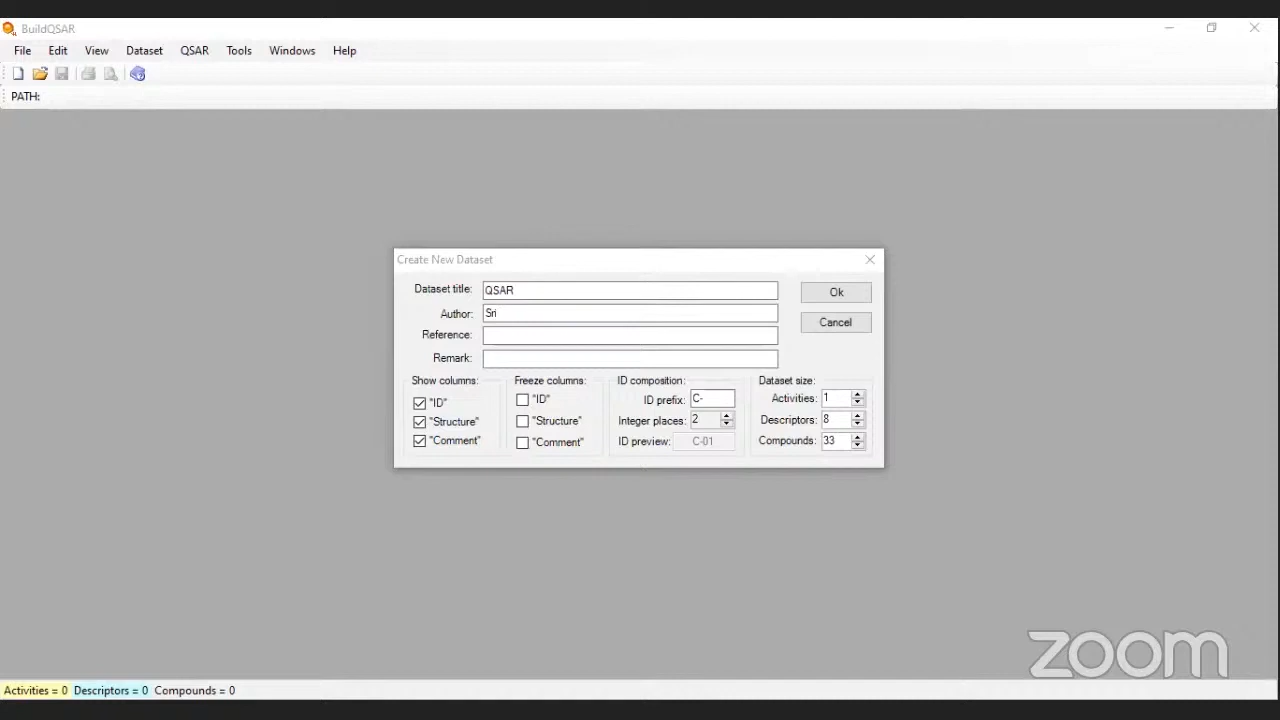 BuildQSAR
File Edit View Dataset QSAR Tools Windows Help
PATH:
Create New Dataset
Dataset title: QSAR Ok
Author: Sri
Reference: Cancel
Remark:
Show columns: Freeze columns: ID composition: Dataset size:
"ID" "ID" ID prefix: C- Activities: 1
"Structure" "Structure" Integer places: 2 Descriptors: 8
"Comment" "Comment" ID preview: C-01 Compounds: 33
zoom
Activities = 0 Descriptors = 0 Compounds = 0